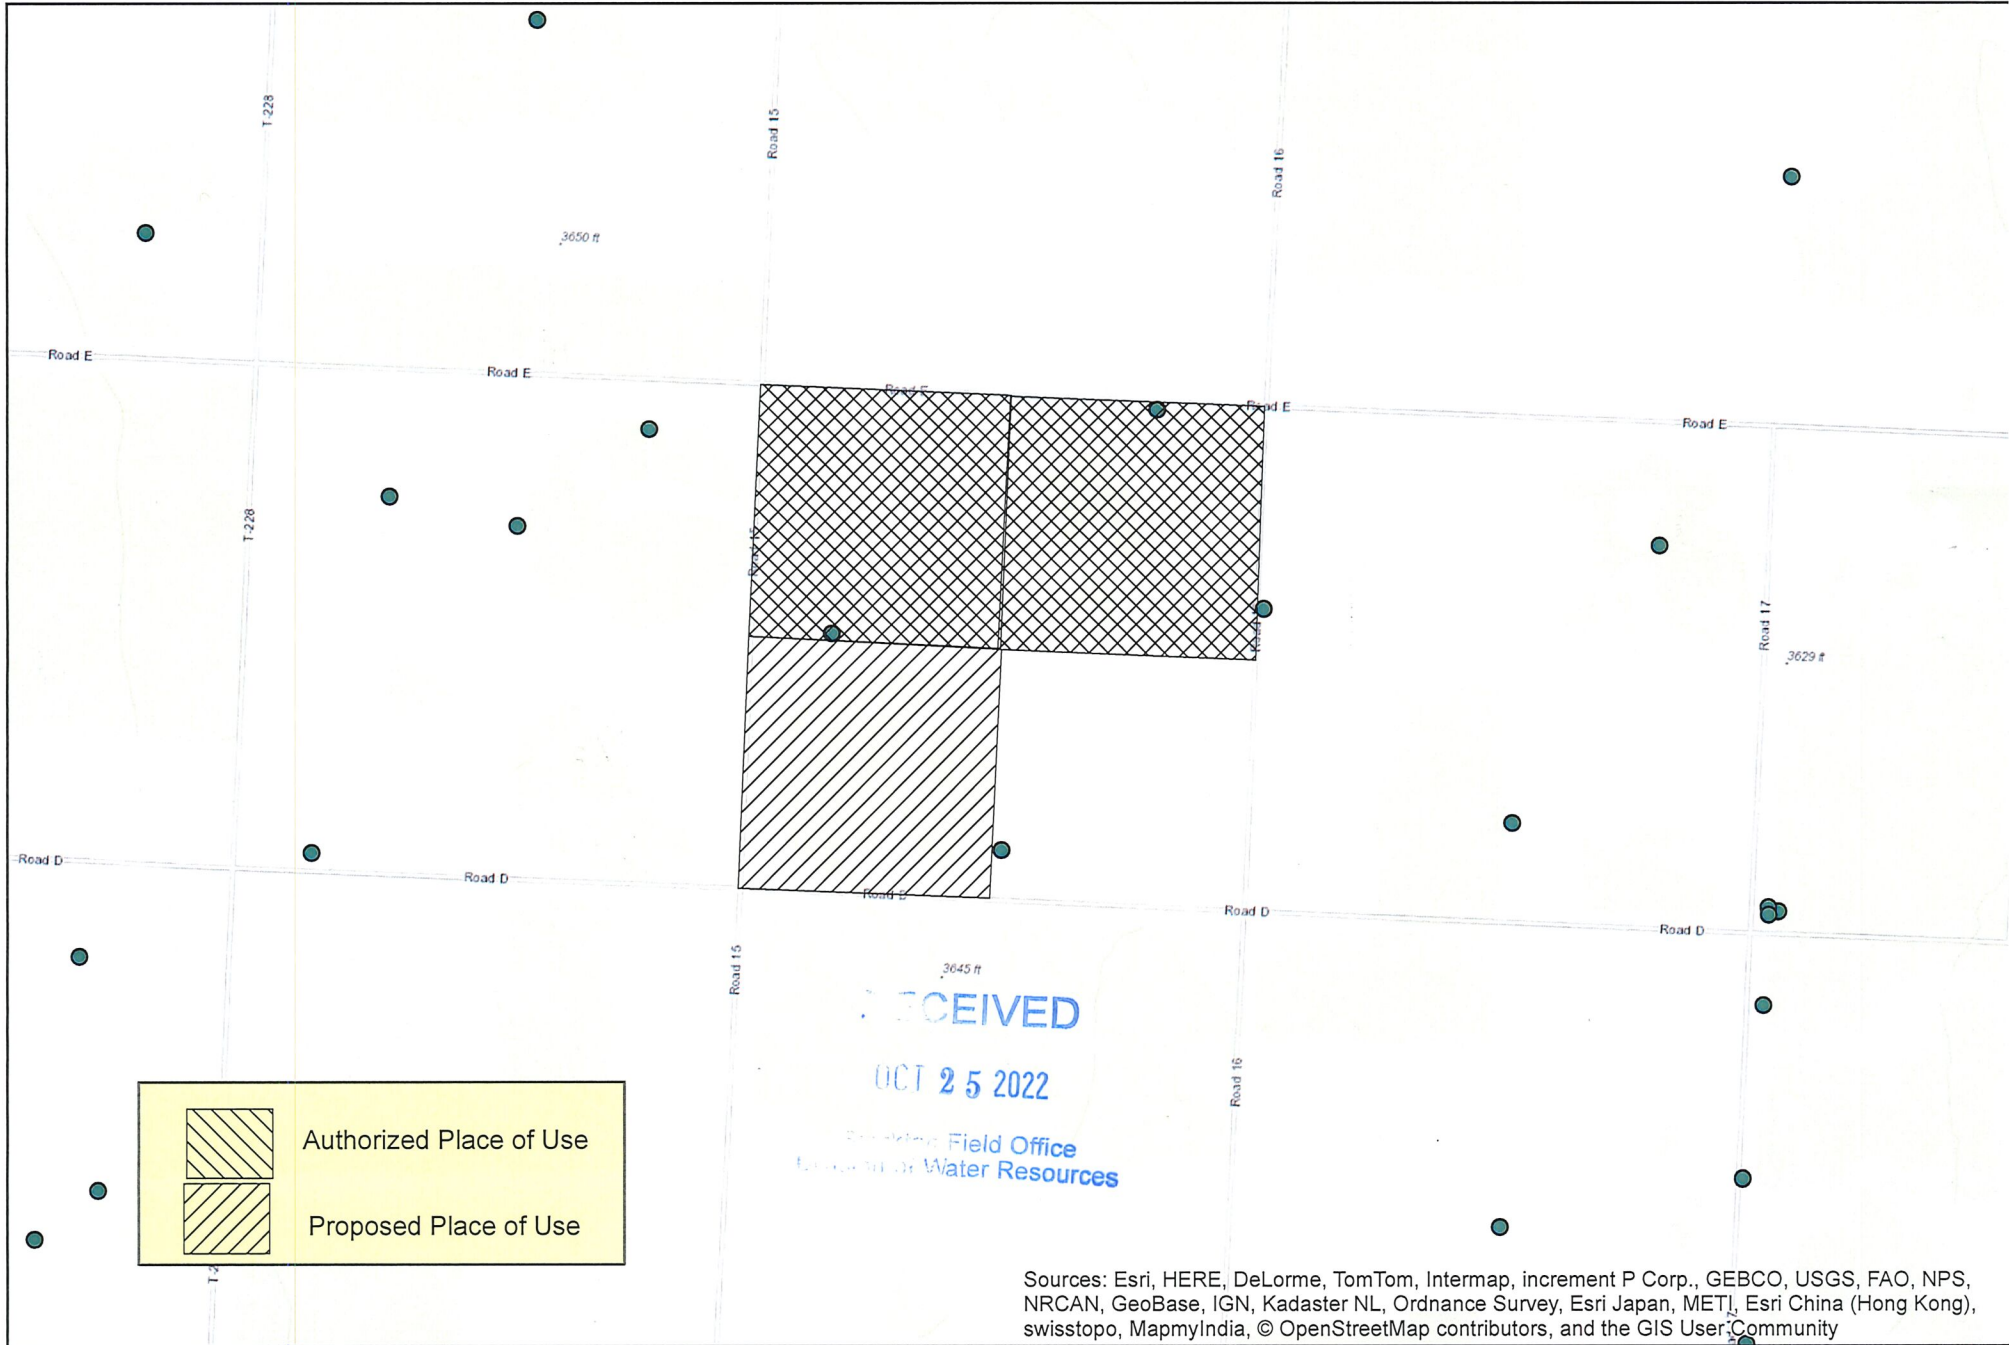 T-228
Road 15
Road 16
3650 ft
Road E
Road E
Road E
Road E
Road E
T-228
Road 15
Road 17
3629 ft
Road D
Road D
Road D
Road D
Road D
Road 15
3645 ft
CEIVED
OCT 25 2022
Road 16
Field Office
of Water Resources
Authorized Place of Use
Proposed Place of Use
T-2
Sources: Esri, HERE, DeLorme, TomTom, Intermap, increment P Corp., GEBCO, USGS, FAO, NPS,
NRCAN, GeoBase, IGN, Kadaster NL, Ordnance Survey, Esri Japan, METI, Esri China (Hong Kong),
swisstopo, MapmyIndia, © OpenStreetMap contributors, and the GIS User Community